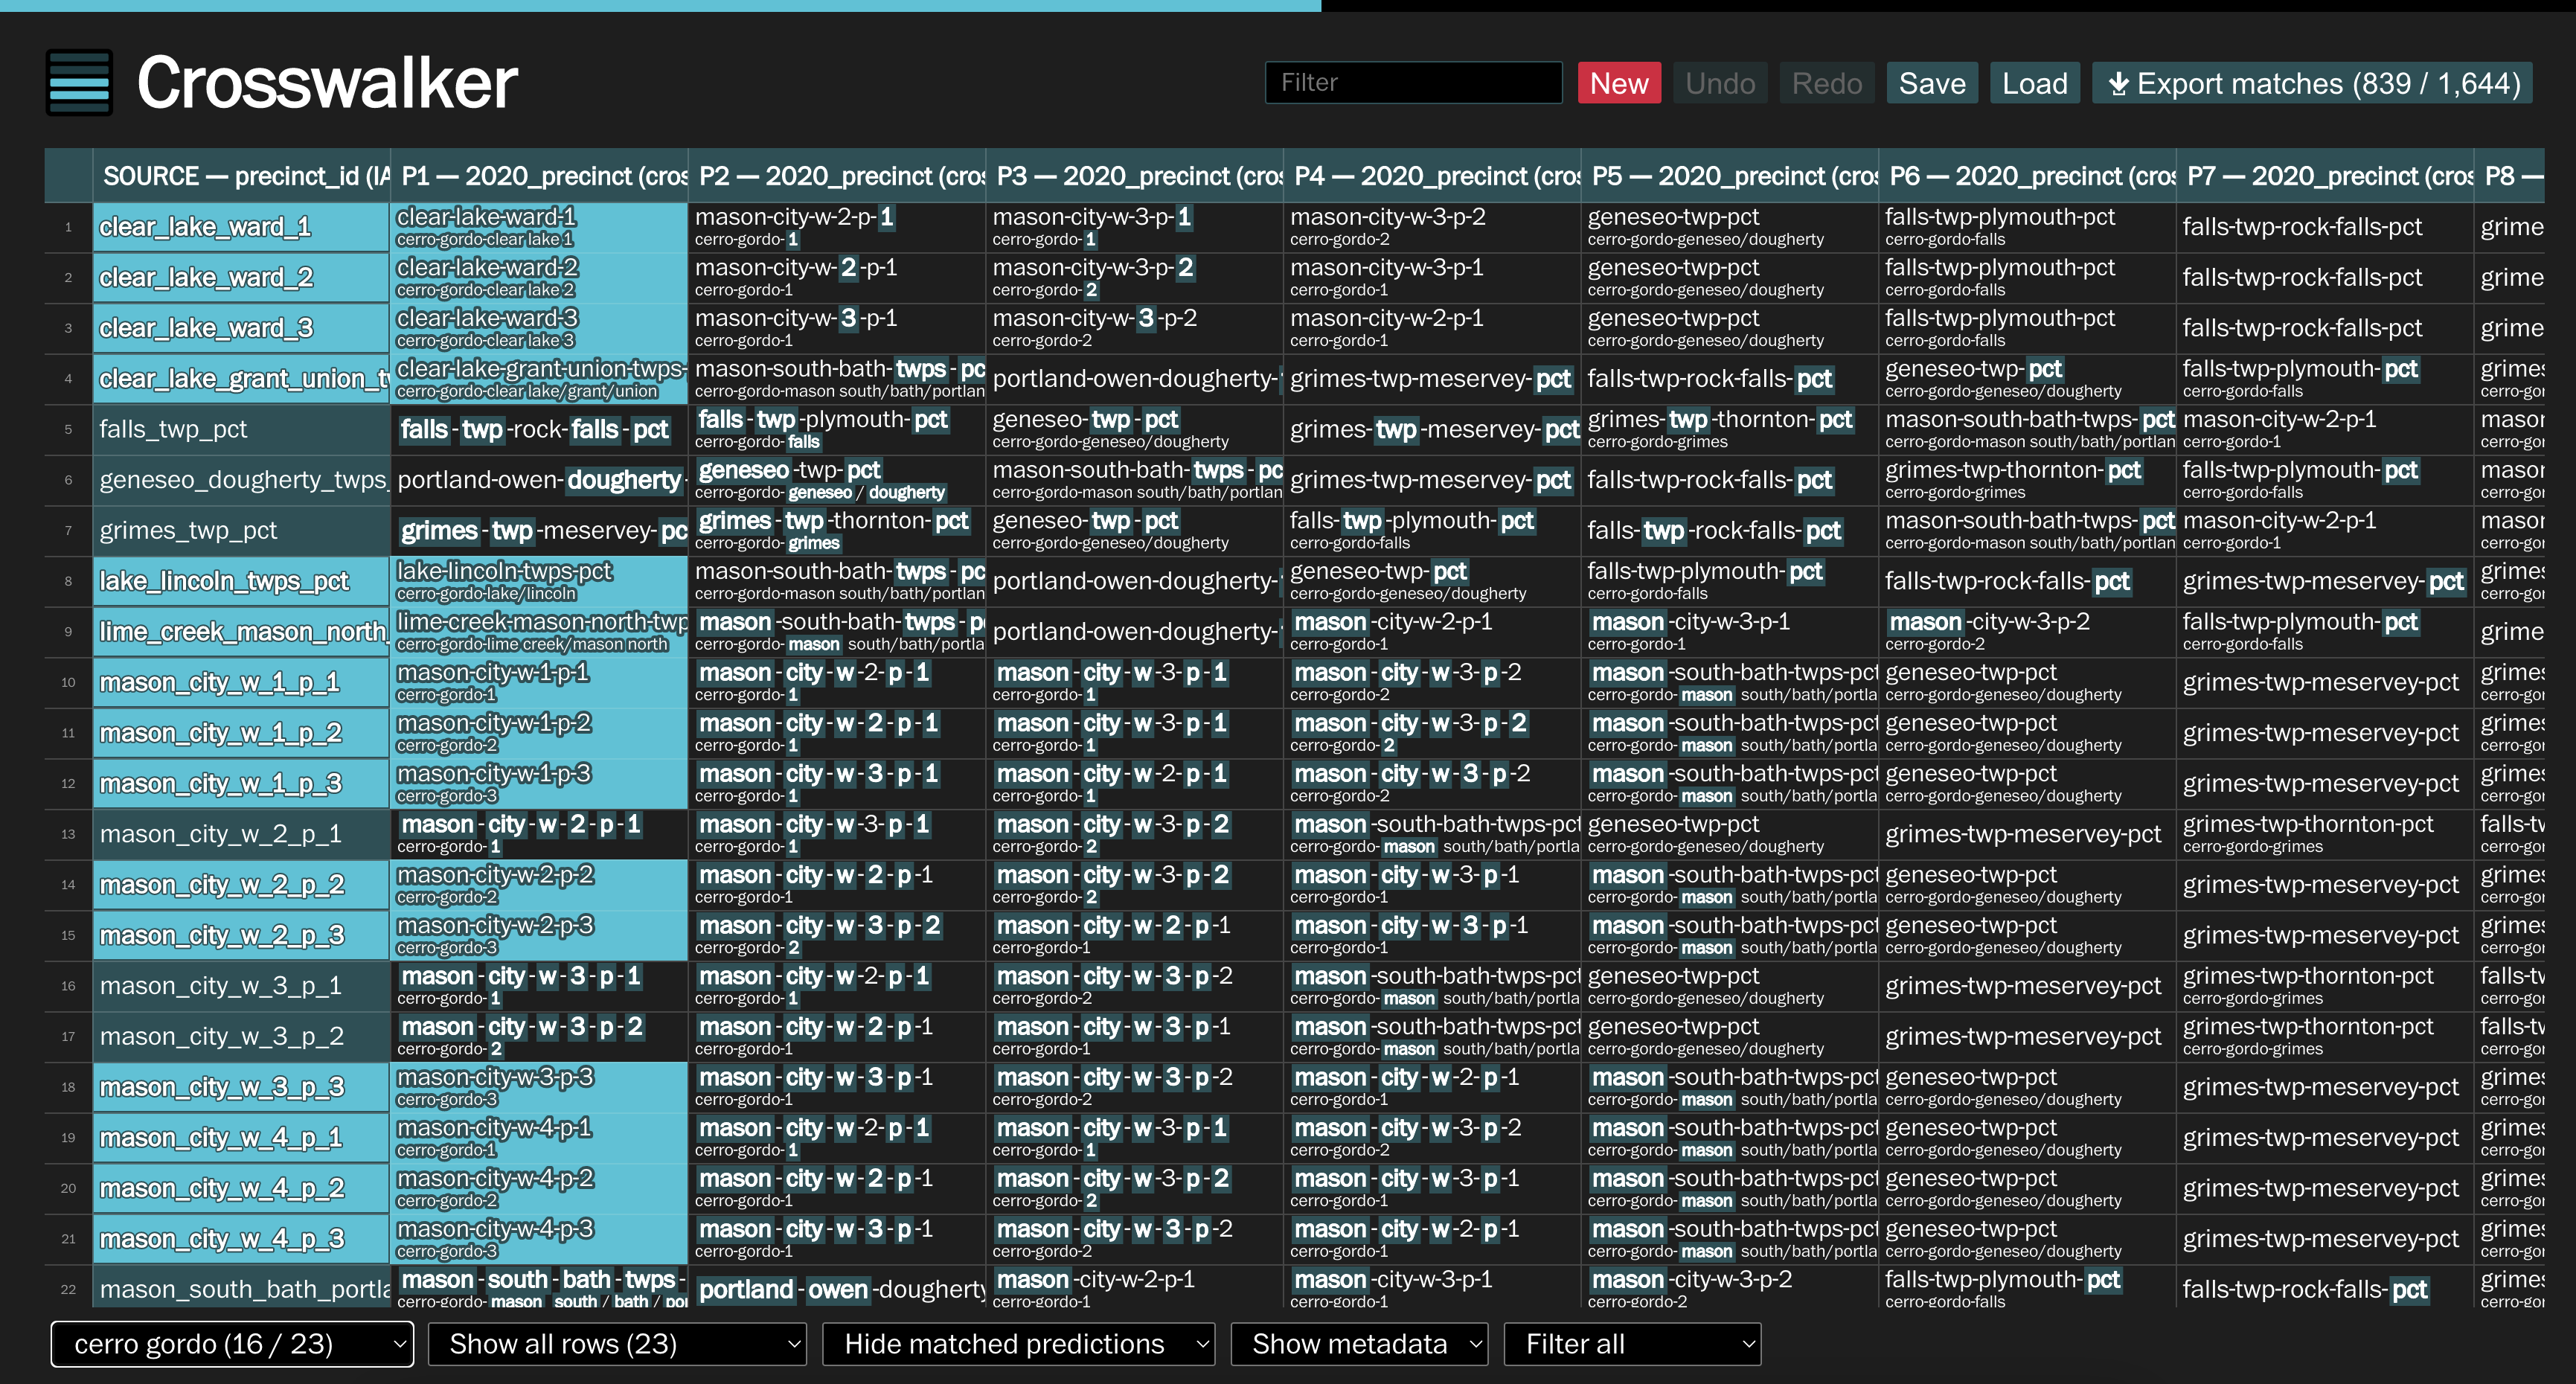 Crosswalker
Filter New Undo Redo Save Load Export matches (839 / 1,644)
SOURCE — precinct_id (IA P1 — 2020_precinct (cros P2 — 2020_precinct (cros P3 — 2020_precinct (cros P4 — 2020_precinct (cros P5 — 2020_precinct (cros P6 — 2020_precinct (cros P7 — 2020_precinct (cros P8 —
1 clear_lake_ward_1 clear-lake-ward-1 mason-city-w-2-p-1 mason-city-w-3-p-1 mason-city-w-3-p-2 geneseo-twp-pct falls-twp-plymouth-pct falls-twp-rock-falls-pct grime
cerro-gordo-clear lake 1 cerro-gordo-1 cerro-gordo-1 cerro-gordo-2 cerro-gordo-geneseo/dougherty cerro-gordo-falls
2 clear_lake_ward_2 clear-lake-ward-2 mason-city-w-2-p-1 mason-city-w-3-p-2 mason-city-w-3-p-1 geneseo-twp-pct falls-twp-plymouth-pct falls-twp-rock-falls-pct grime
cerro-gordo-clear lake 2 cerro-gordo-1 cerro-gordo-2 cerro-gordo-1 cerro-gordo-geneseo/dougherty cerro-gordo-falls
3 clear_lake_ward_3 clear-lake-ward-3 mason-city-w-3-p-1 mason-city-w-3-p-2 mason-city-w-2-p-1 geneseo-twp-pct falls-twp-plymouth-pct falls-twp-rock-falls-pct grime
cerro-gordo-clear lake 3 cerro-gordo-1 cerro-gordo-2 cerro-gordo-1 cerro-gordo-geneseo/dougherty cerro-gordo-falls
4 clear_lake_grant_union_tv clear-lake-grant-union-twps- mason-south-bath-twps-pc portland-owen-dougherty- grimes-twp-meservey-pct falls-twp-rock-falls-pct geneseo-twp-pct falls-twp-plymouth-pct grimes
cerro-gordo-clear lake/grant/union cerro-gordo-mason south/bath/portlan cerro-gordo-geneseo/dougherty cerro-gordo-falls cerro-gor
5 falls_twp_pct falls-twp-rock-falls-pct falls-twp-plymouth-pct geneseo-twp-pct grimes-twp-meservey-pct grimes-twp-thornton-pct mason-south-bath-twps-pct mason-city-w-2-p-1 mason
cerro-gordo-falls cerro-gordo-geneseo/dougherty cerro-gordo-grimes cerro-gordo-mason south/bath/portlan cerro-gordo-1 cerro-gor
6 geneseo_dougherty_twps_ portland-owen-dougherty- geneseo-twp-pct mason-south-bath-twps-pc grimes-twp-meservey-pct falls-twp-rock-falls-pct grimes-twp-thornton-pct falls-twp-plymouth-pct mason
cerro-gordo-geneseo/dougherty cerro-gordo-mason south/bath/portlan cerro-gordo-grimes cerro-gordo-falls cerro-gor
7 grimes_twp_pct grimes-twp-meservey-pc grimes-twp-thornton-pct geneseo-twp-pct falls-twp-plymouth-pct falls-twp-rock-falls-pct mason-south-bath-twps-pct mason-city-w-2-p-1 mason
cerro-gordo-grimes cerro-gordo-geneseo/dougherty cerro-gordo-falls cerro-gordo-mason south/bath/portlan cerro-gordo-1 cerro-gor
8 lake_lincoln_twps_pct lake-lincoln-twps-pct mason-south-bath-twps-pc portland-owen-dougherty- geneseo-twp-pct falls-twp-plymouth-pct falls-twp-rock-falls-pct grimes-twp-meservey-pct grimes
cerro-gordo-lake/lincoln cerro-gordo-mason south/bath/portlan cerro-gordo-geneseo/dougherty cerro-gordo-falls cerro-gor
9 lime_creek_mason_north_ lime-creek-mason-north-twp mason-south-bath-twps-p portland-owen-dougherty- mason-city-w-2-p-1 mason-city-w-3-p-1 mason-city-w-3-p-2 falls-twp-plymouth-pct grime
cerro-gordo-lime creek/mason north cerro-gordo-mason south/bath/portla cerro-gordo-1 cerro-gordo-1 cerro-gordo-2 cerro-gordo-falls
10 mason_city_w_1_p_1 mason-city-w-1-p-1 mason-city-w-2-p-1 mason-city-w-3-p-1 mason-city-w-3-p-2 mason-south-bath-twps-pct geneseo-twp-pct grimes-twp-meservey-pct grimes
cerro-gordo-1 cerro-gordo-1 cerro-gordo-1 cerro-gordo-2 cerro-gordo-mason south/bath/portla cerro-gordo-geneseo/dougherty cerro-gor
11 mason_city_w_1_p_2 mason-city-w-1-p-2 mason-city-w-2-p-1 mason-city-w-3-p-1 mason-city-w-3-p-2 mason-south-bath-twps-pct geneseo-twp-pct grimes-twp-meservey-pct grimes
cerro-gordo-2 cerro-gordo-1 cerro-gordo-1 cerro-gordo-2 cerro-gordo-mason south/bath/portla cerro-gordo-geneseo/dougherty cerro-gor
12 mason_city_w_1_p_3 mason-city-w-1-p-3 mason-city-w-3-p-1 mason-city-w-2-p-1 mason-city-w-3-p-2 mason-south-bath-twps-pct geneseo-twp-pct grimes-twp-meservey-pct grimes
cerro-gordo-3 cerro-gordo-1 cerro-gordo-1 cerro-gordo-2 cerro-gordo-mason south/bath/portla cerro-gordo-geneseo/dougherty cerro-gor
13 mason_city_w_2_p_1 mason-city-w-2-p-1 mason-city-w-3-p-1 mason-city-w-3-p-2 mason-south-bath-twps-pct geneseo-twp-pct grimes-twp-meservey-pct grimes-twp-thornton-pct falls-tw
cerro-gordo-1 cerro-gordo-1 cerro-gordo-2 cerro-gordo-mason south/bath/portla cerro-gordo-geneseo/dougherty cerro-gordo-grimes cerro-gor
14 mason_city_w_2_p_2 mason-city-w-2-p-2 mason-city-w-2-p-1 mason-city-w-3-p-2 mason-city-w-3-p-1 mason-south-bath-twps-pct geneseo-twp-pct grimes-twp-meservey-pct grimes
cerro-gordo-2 cerro-gordo-1 cerro-gordo-2 cerro-gordo-1 cerro-gordo-mason south/bath/portla cerro-gordo-geneseo/dougherty cerro-gor
15 mason_city_w_2_p_3 mason-city-w-2-p-3 mason-city-w-3-p-2 mason-city-w-2-p-1 mason-city-w-3-p-1 mason-south-bath-twps-pct geneseo-twp-pct grimes-twp-meservey-pct grimes
cerro-gordo-3 cerro-gordo-2 cerro-gordo-1 cerro-gordo-1 cerro-gordo-mason south/bath/portla cerro-gordo-geneseo/dougherty cerro-gor
16 mason_city_w_3_p_1 mason-city-w-3-p-1 mason-city-w-2-p-1 mason-city-w-3-p-2 mason-south-bath-twps-pct geneseo-twp-pct grimes-twp-meservey-pct grimes-twp-thornton-pct falls-tw
cerro-gordo-1 cerro-gordo-1 cerro-gordo-2 cerro-gordo-mason south/bath/portla cerro-gordo-geneseo/dougherty cerro-gordo-grimes cerro-gor
17 mason_city_w_3_p_2 mason-city-w-3-p-2 mason-city-w-2-p-1 mason-city-w-3-p-1 mason-south-bath-twps-pct geneseo-twp-pct grimes-twp-meservey-pct grimes-twp-thornton-pct falls-tw
cerro-gordo-2 cerro-gordo-1 cerro-gordo-1 cerro-gordo-mason south/bath/portla cerro-gordo-geneseo/dougherty cerro-gordo-grimes cerro-gor
18 mason_city_w_3_p_3 mason-city-w-3-p-3 mason-city-w-3-p-1 mason-city-w-3-p-2 mason-city-w-2-p-1 mason-south-bath-twps-pct geneseo-twp-pct grimes-twp-meservey-pct grimes
cerro-gordo-3 cerro-gordo-1 cerro-gordo-2 cerro-gordo-1 cerro-gordo-mason south/bath/portla cerro-gordo-geneseo/dougherty cerro-gor
19 mason_city_w_4_p_1 mason-city-w-4-p-1 mason-city-w-2-p-1 mason-city-w-3-p-1 mason-city-w-3-p-2 mason-south-bath-twps-pct geneseo-twp-pct grimes-twp-meservey-pct grimes
cerro-gordo-1 cerro-gordo-1 cerro-gordo-1 cerro-gordo-2 cerro-gordo-mason south/bath/portla cerro-gordo-geneseo/dougherty cerro-gor
20 mason_city_w_4_p_2 mason-city-w-4-p-2 mason-city-w-2-p-1 mason-city-w-3-p-2 mason-city-w-3-p-1 mason-south-bath-twps-pct geneseo-twp-pct grimes-twp-meservey-pct grimes
cerro-gordo-2 cerro-gordo-1 cerro-gordo-2 cerro-gordo-1 cerro-gordo-mason south/bath/portla cerro-gordo-geneseo/dougherty cerro-gor
21 mason_city_w_4_p_3 mason-city-w-4-p-3 mason-city-w-3-p-1 mason-city-w-3-p-2 mason-city-w-2-p-1 mason-south-bath-twps-pct geneseo-twp-pct grimes-twp-meservey-pct grimes
cerro-gordo-3 cerro-gordo-1 cerro-gordo-2 cerro-gordo-1 cerro-gordo-mason south/bath/portla cerro-gordo-geneseo/dougherty cerro-gor
22 mason_south_bath_portla mason-south-bath-twps- portland-owen-dougherty mason-city-w-2-p-1 mason-city-w-3-p-1 mason-city-w-3-p-2 falls-twp-plymouth-pct falls-twp-rock-falls-pct grimes
cerro-gordo-mason south/bath/poi cerro-gordo-1 cerro-gordo-1 cerro-gordo-2 cerro-gordo-falls cerro-gor
cerro gordo (16 / 23) Show all rows (23) Hide matched predictions Show metadata Filter all